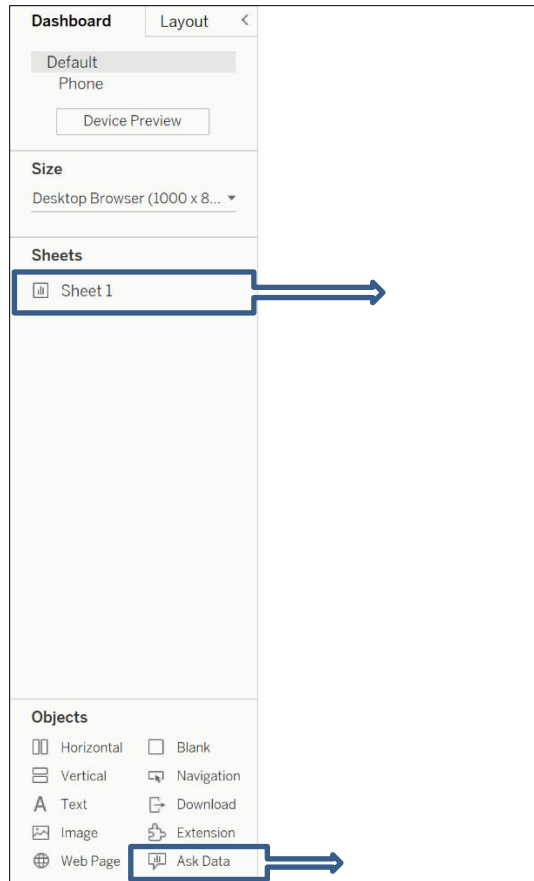 Dashboard Layout <
Default
Phone
Device Preview
Size
Desktop Browser (1000 x 8...
Sheets
Sheet 1
Objects
Horizontal Blank
Vertical Navigation
A Text Download
Image Extension
Web Page Ask Data